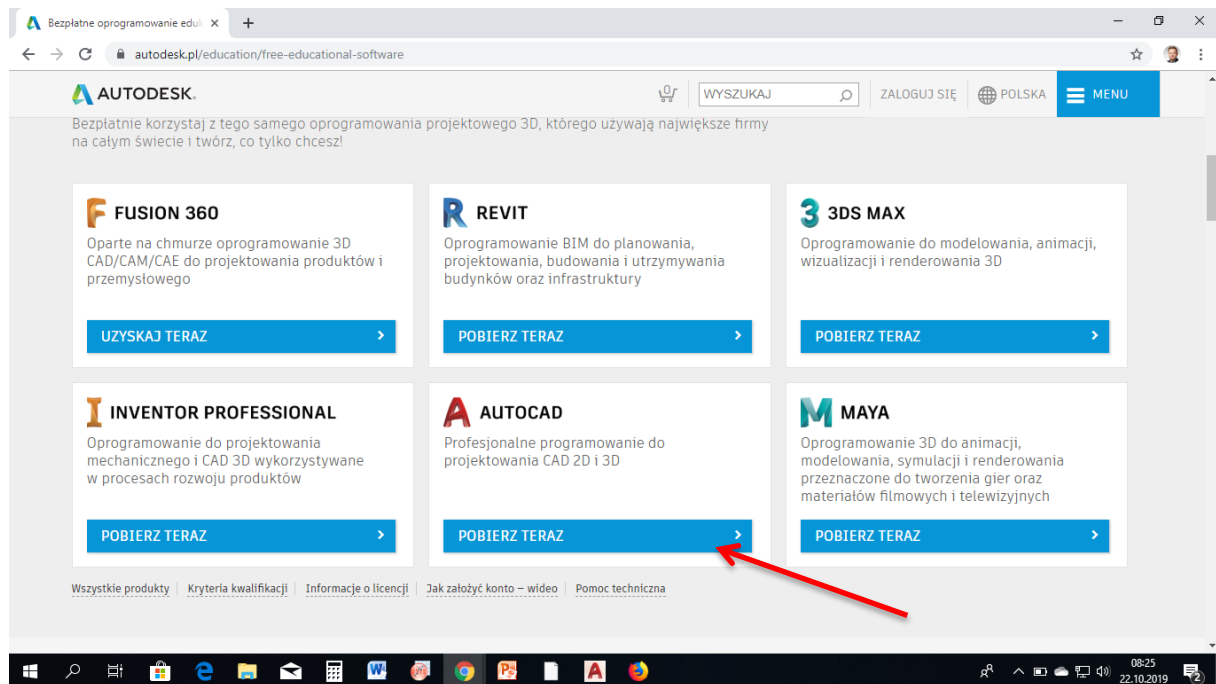 Bezpłatne oprogramowanie eduk
autodesk.pl/education/free-educational-software
AUTODESK.
0
WYSZUKAJ
ZALOGUJ SIĘ
POLSKA
MENU
Bezpłatnie korzystaj z tego samego oprogramowania projektowego 3D, którego używają największe firmy
na całym świecie i twórz, co tylko chcesz!
FUSION 360
Oparte na chmurze oprogramowanie 3D
CAD/CAM/CAE do projektowania produktów i
przemysłowego
UZYSKAJ TERAZ
REVIT
Oprogramowanie BIM do planowania,
projektowania, budowania i utrzymywania
budynków oraz infrastruktury
POBIERZ TERAZ
3DS MAX
Oprogramowanie do modelowania, animacji,
wizualizacji i renderowania 3D
POBIERZ TERAZ
INVENTOR PROFESSIONAL
Oprogramowanie do projektowania
mechanicznego i CAD 3D wykorzystywane
w procesach rozwoju produktów
POBIERZ TERAZ
AUTOCAD
Profesjonalne programowanie do
projektowania CAD 2D i 3D
POBIERZ TERAZ
MAYA
Oprogramowanie 3D do animacji,
modelowania, symulacji i renderowania
przeznaczone do tworzenia gier oraz
materiałów filmowych i telewizyjnych
POBIERZ TERAZ
Wszystkie produkty | Kryteria kwalifikacji | Informacje o licencji | Jak założyć konto – wideo | Pomoc techniczna
08:25
22.10.2019
2